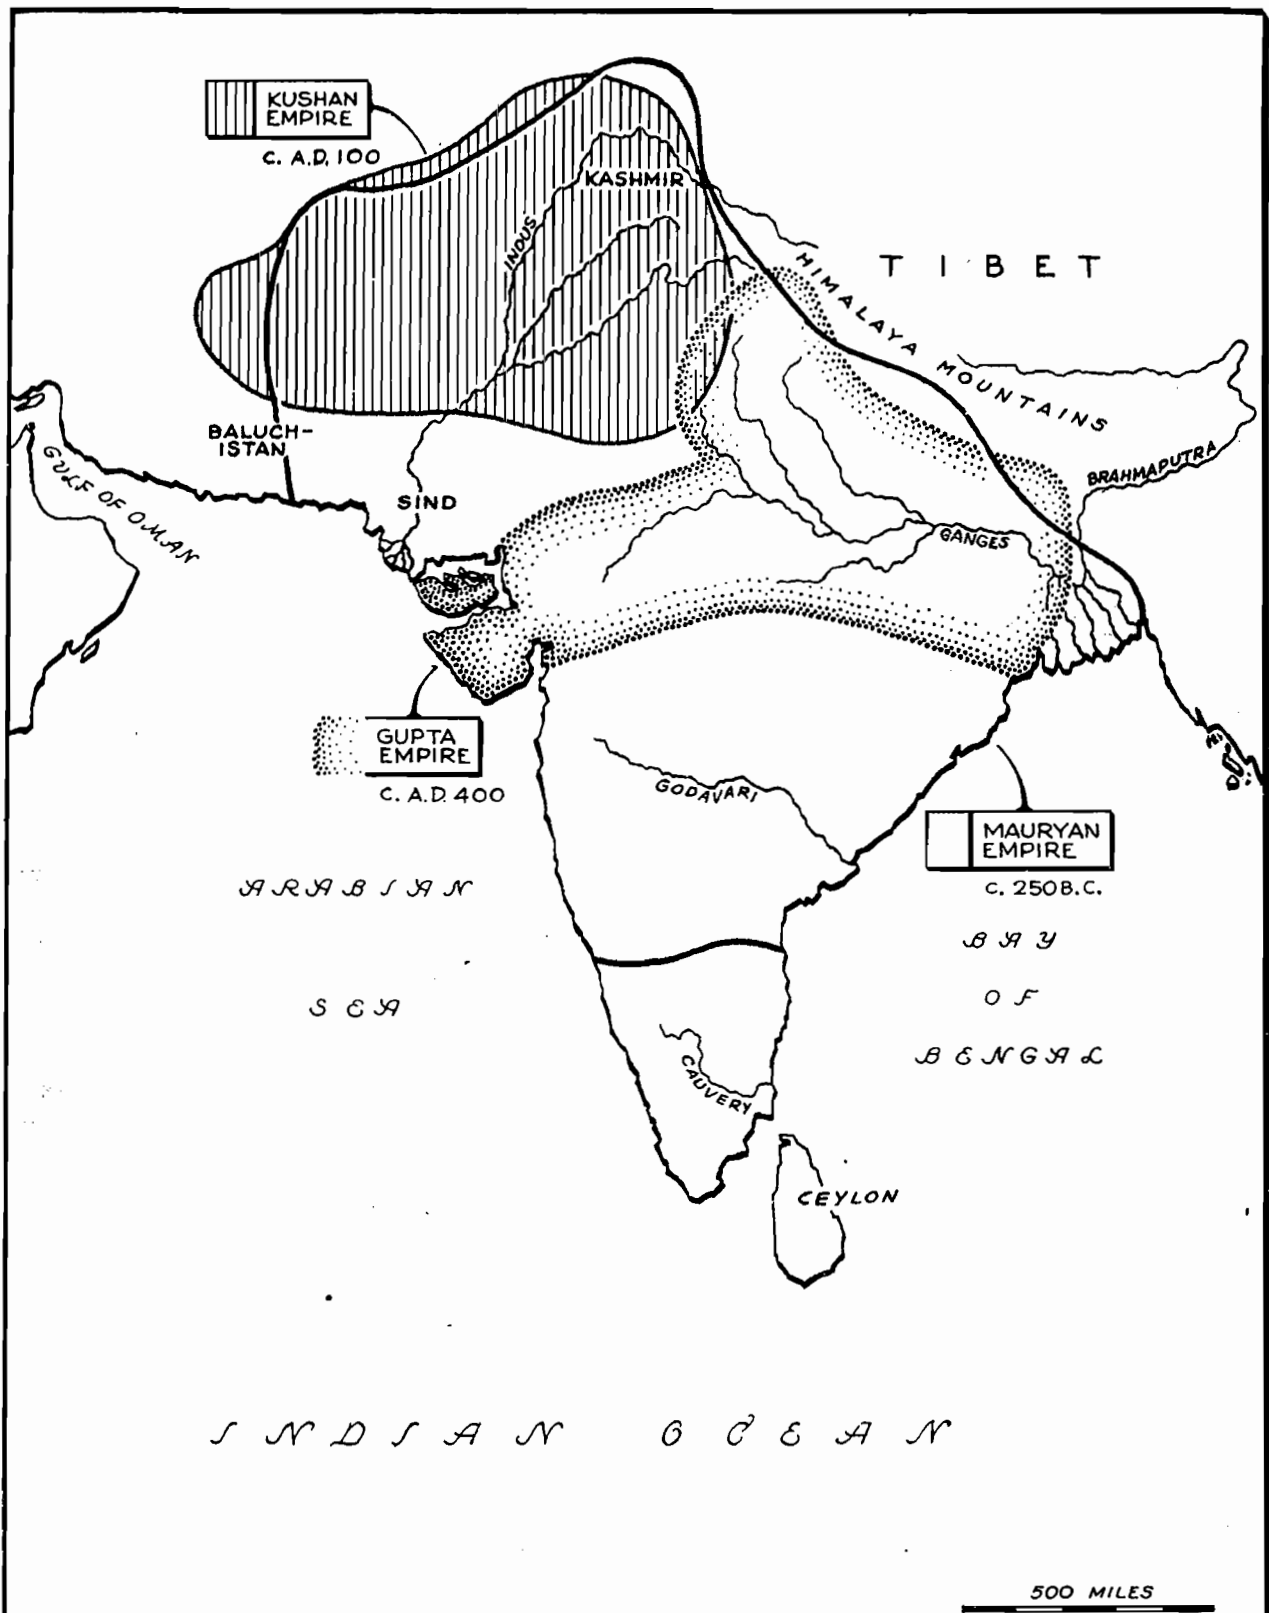 KUSHAN
EMPIRE
C. A.D. 100
KASHMIR
INDUS
TIBET
HIMALAYA MOUNTAINS
BALUCH-
ISTAN
GULF OF OMAN
SIND
BRAHMAPUTRA
GANGES
GUPTA
EMPIRE
C. A.D. 400
GODAVARI
MAURYAN
EMPIRE
C. 250 B.C.
ARABIAN
SEA
BAY
OF
BENGAL
CAUVERY
CEYLON
INDIAN OCEAN
500 MILES